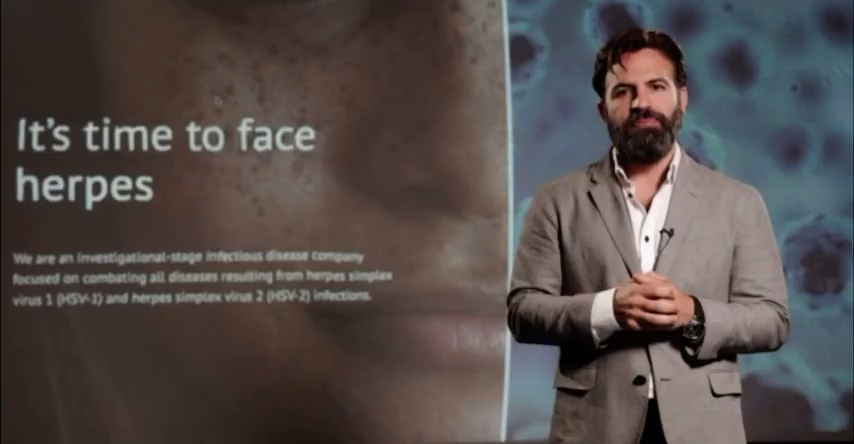 It's time to face
herpes
We are an investigational-stage infectious disease company
focused on combating all diseases resulting from herpes simplex
virus 1 (HSV-1) and herpes simplex virus 2 (HSV-2) infections.